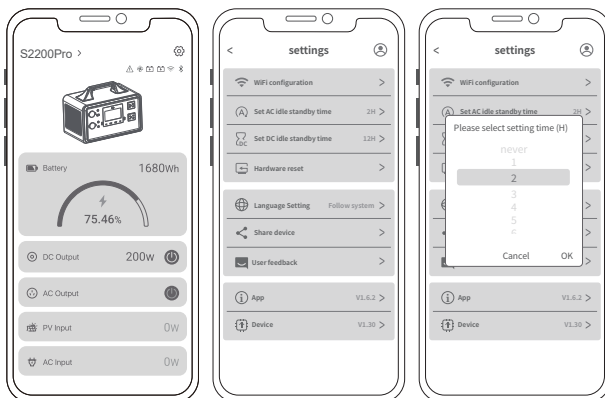 S2200Pro >
Battery 1680Wh
75.46%
DC Output 200w
AC Output
PV Input 0w
AC Input 0w
< settings
WiFi configuration >
Set AC idle standby time 2H >
DC Set DC idle standby time 12H >
Hardware reset >
Language Setting Follow system >
Share device >
User feedback >
App V1.6.2 >
Device V1.30 >
< settings
WiFi configuration >
Set AC idle standby time 2H >
Please select setting time (H)
never
1
2
3
4
5
Cancel OK
App V1.6.2 >
Device V1.30 >